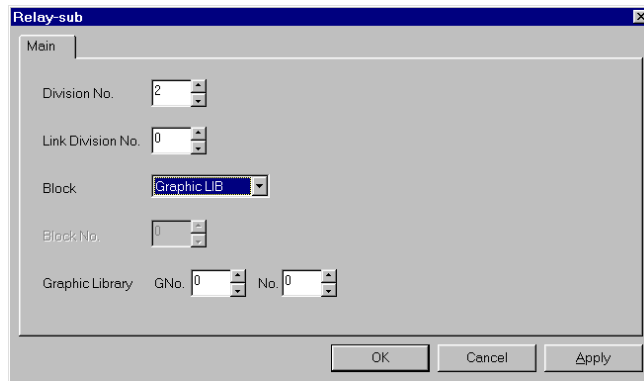 Relay-sub
Main
Division No. 2
Link Division No. 0
Block Graphic LIB
Block No. 0
Graphic Library GNo. 0 No. 0
OK Cancel Apply